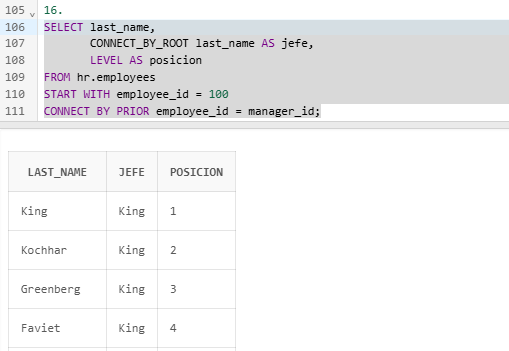 105 16.
106 SELECT last_name,
107 CONNECT_BY_ROOT last_name AS jefe,
108 LEVEL AS posicion
109 FROM hr.employees
110 START WITH employee_id = 100
111 CONNECT BY PRIOR employee_id = manager_id;
LAST_NAME JEFE POSICION
King King 1
Kochhar King 2
Greenberg King 3
Faviet King 4